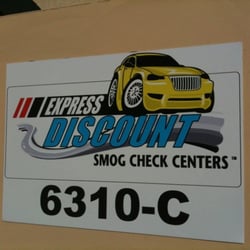 EXPRESS
DISCOUNT
SMOG CHECK CENTERS™
6310-C